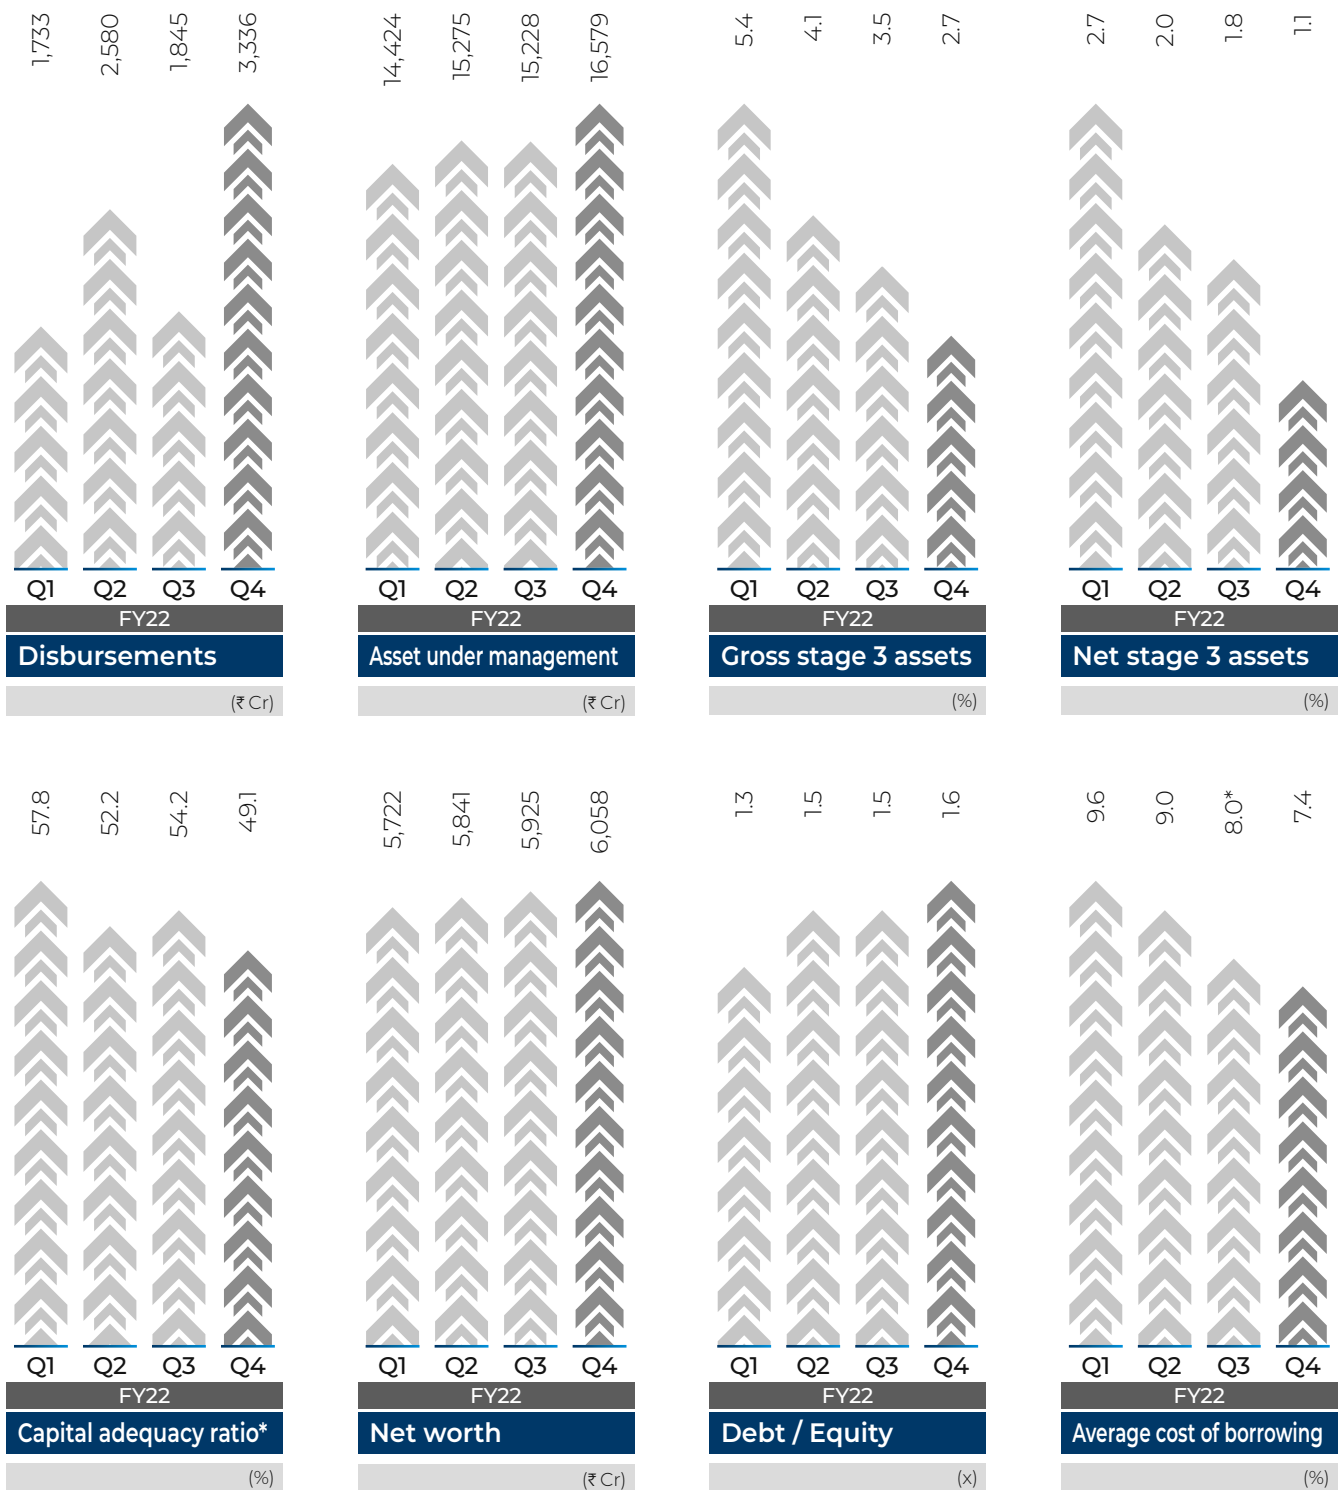 1,733 2,580 1,845 3,336
Q1 Q2 Q3 Q4
FY22
Disbursements
(₹ Cr)
14,424 15,275 15,228 16,579
Q1 Q2 Q3 Q4
FY22
Asset under management
(₹ Cr)
5.4 4.1 3.5 2.7
Q1 Q2 Q3 Q4
FY22
Gross stage 3 assets
(%)
2.7 2.0 1.8 1.1
Q1 Q2 Q3 Q4
FY22
Net stage 3 assets
(%)
57.8 52.2 54.2 49.1
Q1 Q2 Q3 Q4
FY22
Capital adequacy ratio*
(%)
5,722 5,841 5,925 6,058
Q1 Q2 Q3 Q4
FY22
Net worth
(₹ Cr)
1.3 1.5 1.5 1.6
Q1 Q2 Q3 Q4
FY22
Debt / Equity
(x)
9.6 9.0 8.0* 7.4
Q1 Q2 Q3 Q4
FY22
Average cost of borrowing
(%)